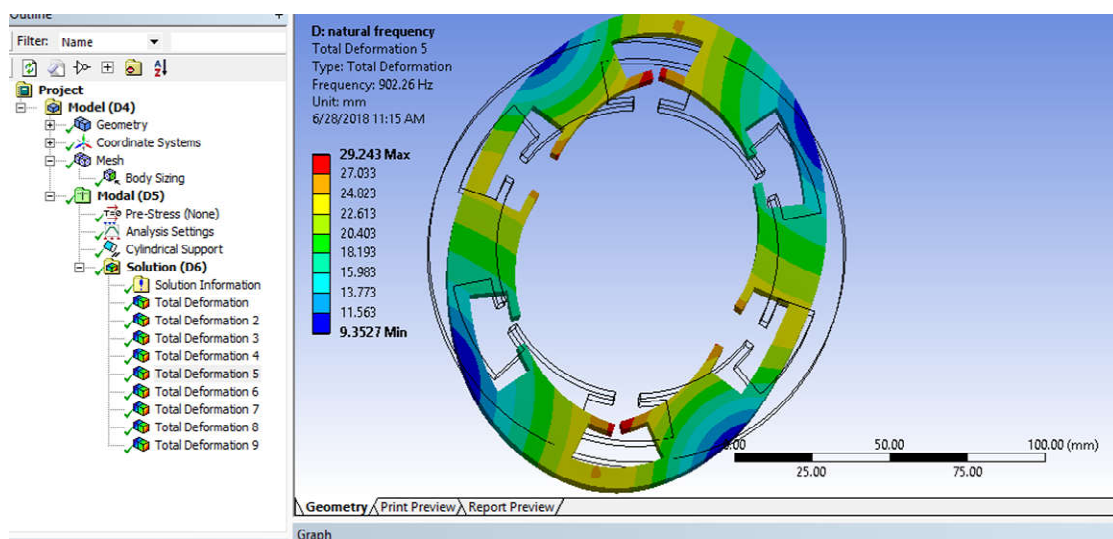 Outline
Filter: Name
Project
Model (D4)
Geometry
Coordinate Systems
Mesh
Body Sizing
Modal (D5)
Pre-Stress (None)
Analysis Settings
Cylindrical Support
Solution (D6)
Solution Information
Total Deformation
Total Deformation 2
Total Deformation 3
Total Deformation 4
Total Deformation 5
Total Deformation 6
Total Deformation 7
Total Deformation 8
Total Deformation 9
D: natural frequency
Total Deformation 5
Type: Total Deformation
Frequency: 902.26 Hz
Unit: mm
6/28/2018 11:15 AM
29.243 Max
27.033
24.823
22.613
20.403
18.193
15.983
13.773
11.563
9.3527 Min
0.00 50.00 100.00 (mm)
25.00 75.00
Geometry Print Preview Report Preview
Graph